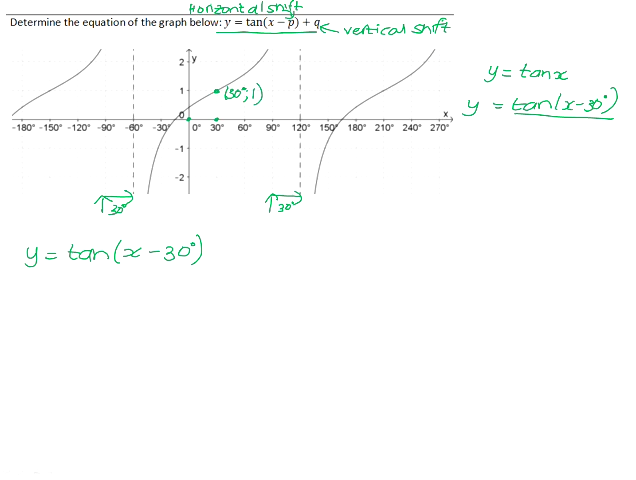 Horizontal shift
Determine the equation of the graph below: y = tan(x − p) + q
← vertical shift
y = tan x
y = tan(x − 30°)
2
y
1
(30°; 1)
0
x
-180° -150° -120° -90° -60° -30° 0° 30° 60° 90° 120° 150° 180° 210° 240° 270°
-1
-2
30°
30°
y = tan(x − 30°)